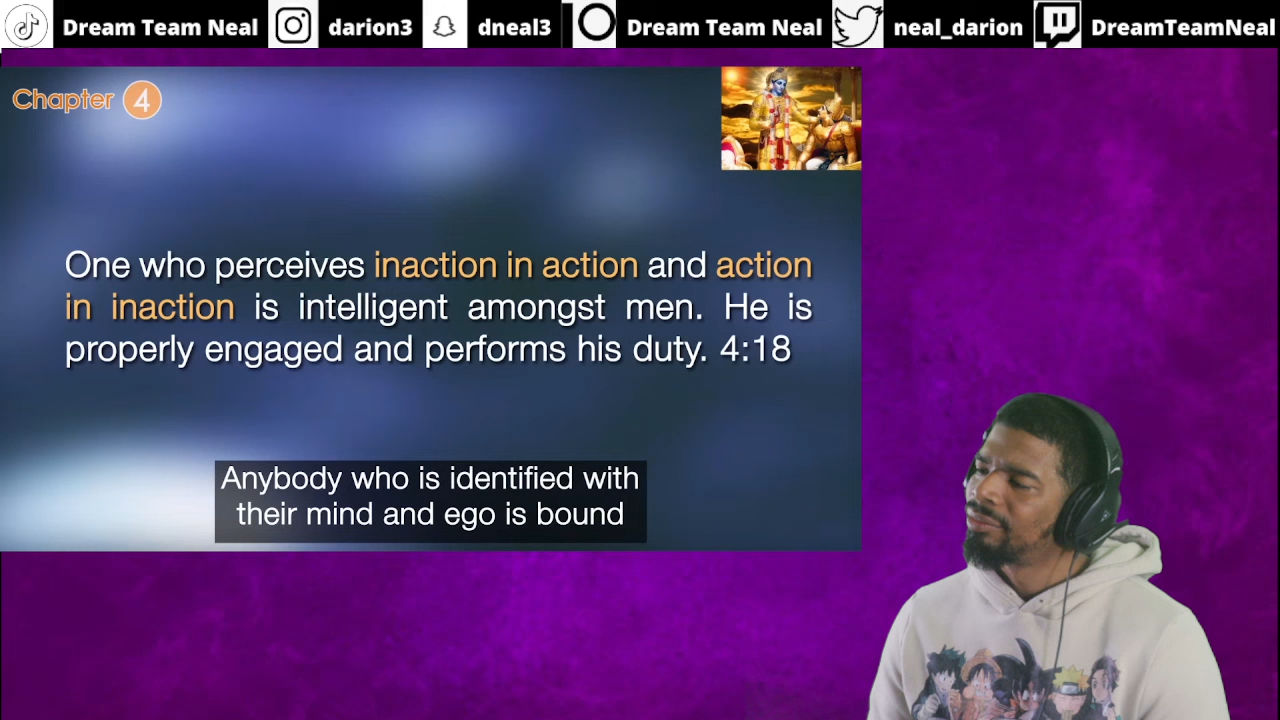 Dream Team Neal darion3 dneal3 Dream Team Neal neal_darion DreamTeamNeal
Chapter 4
One who perceives inaction in action and action
in inaction is intelligent amongst men. He is
properly engaged and performs his duty. 4:18
Anybody who is identified with
their mind and ego is bound